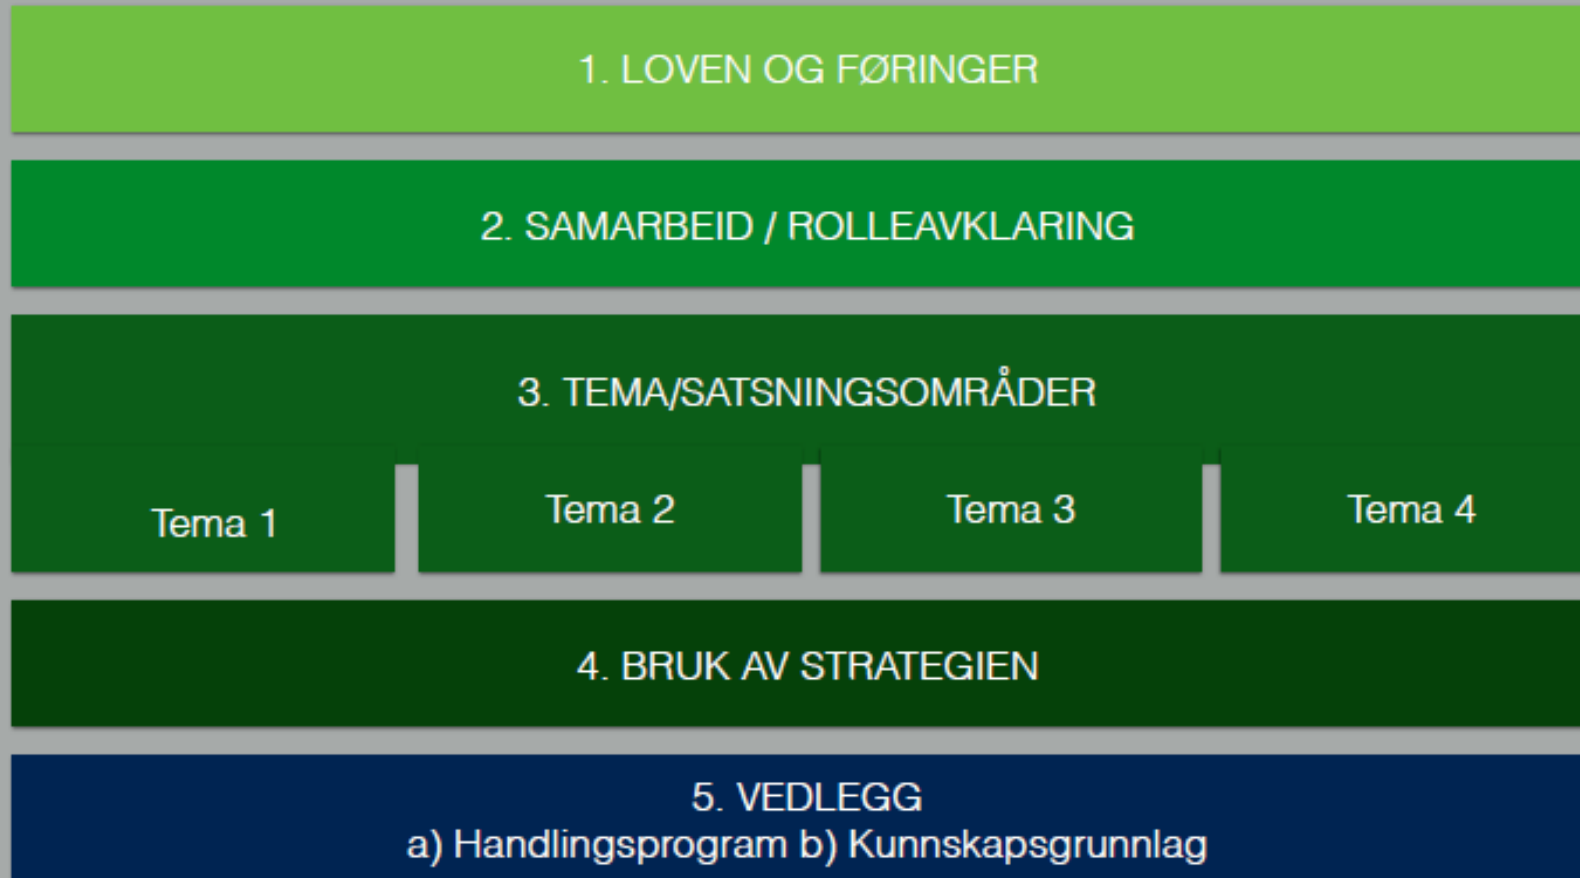 1. LOVEN OG FØRINGER
2. SAMARBEID / ROLLEAVKLARING
3. TEMA/SATSNINGSOMRÅDER
Tema 1
Tema 2
Tema 3
Tema 4
4. BRUK AV STRATEGIEN
5. VEDLEGG
a) Handlingsprogram b) Kunnskapsgrunnlag